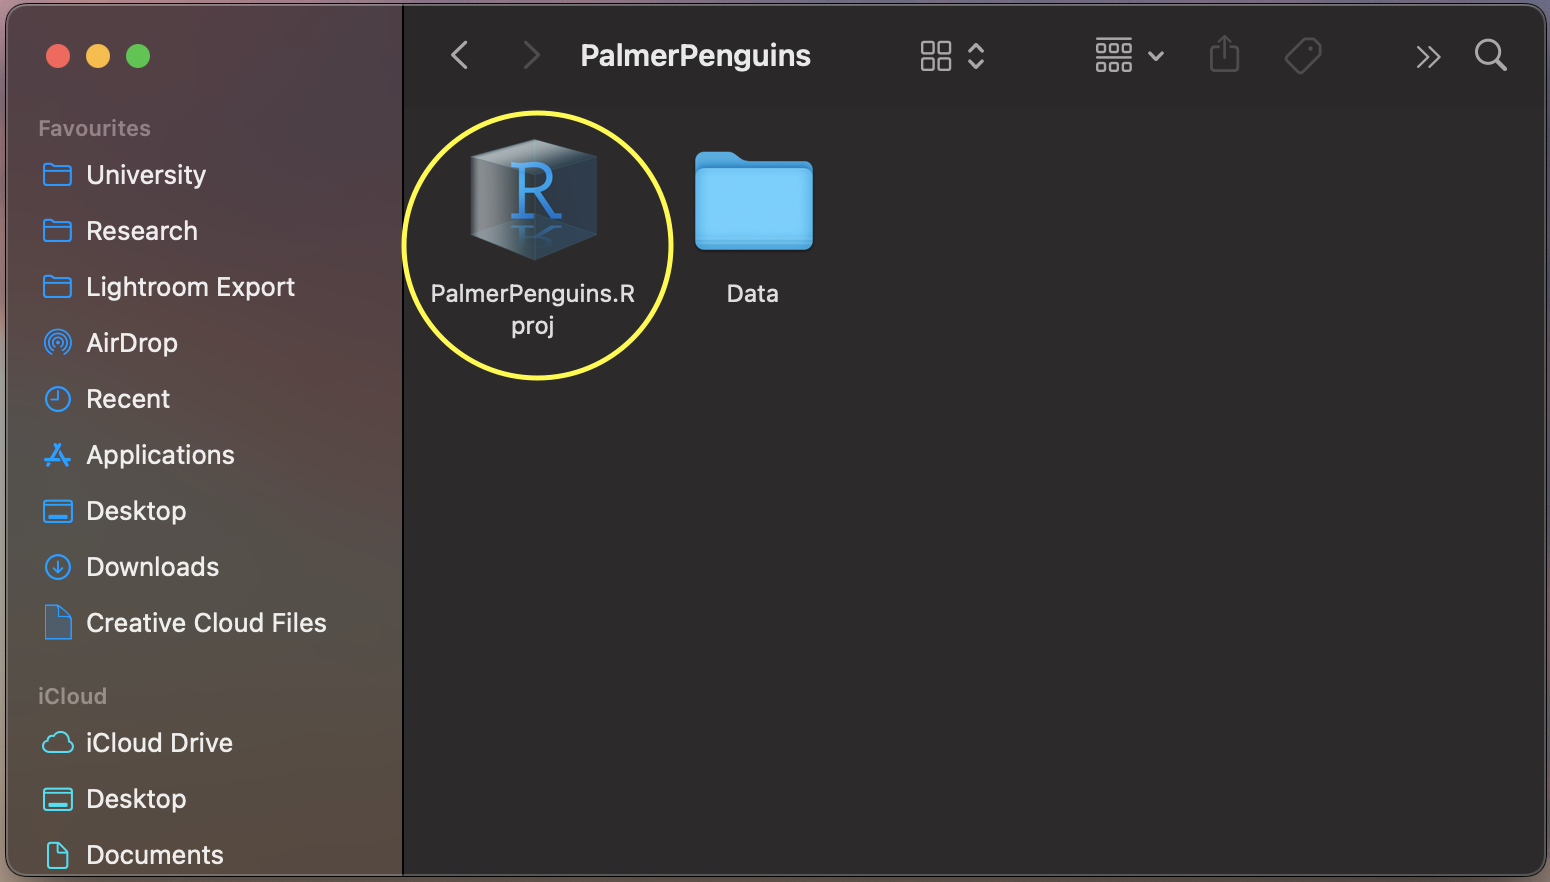 PalmerPenguins
Favourites
University
Research
Lightroom Export
AirDrop
Recent
Applications
Desktop
Downloads
Creative Cloud Files
iCloud
iCloud Drive
Desktop
Documents
R
PalmerPenguins.R
proj
Data